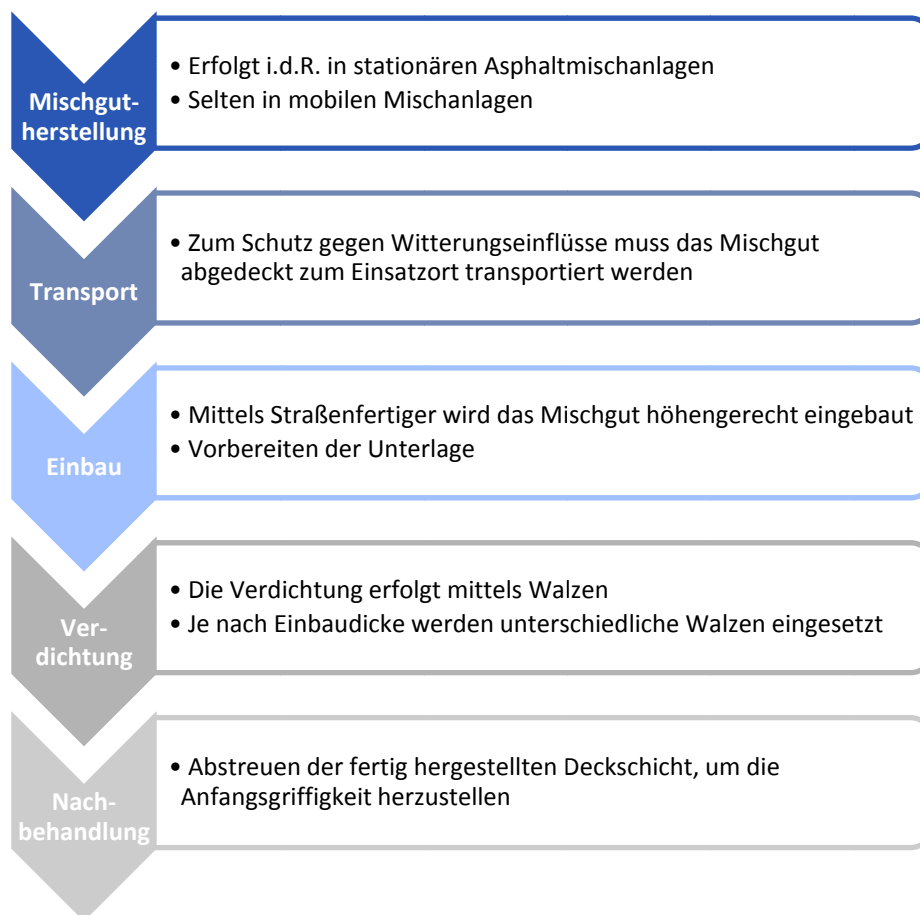 Mischgut-
herstellung
• Erfolgt i.d.R. in stationären Asphaltmischanlagen
• Selten in mobilen Mischanlagen
Transport
• Zum Schutz gegen Witterungseinflüsse muss das Mischgut
abgedeckt zum Einsatzort transportiert werden
Einbau
• Mittels Straßenfertiger wird das Mischgut höhengerecht eingebaut
• Vorbereiten der Unterlage
Ver-
dichtung
• Die Verdichtung erfolgt mittels Walzen
• Je nach Einbaudicke werden unterschiedliche Walzen eingesetzt
Nach-
behandlung
• Abstreuen der fertig hergestellten Deckschicht, um die
Anfangsgriffigkeit herzustellen